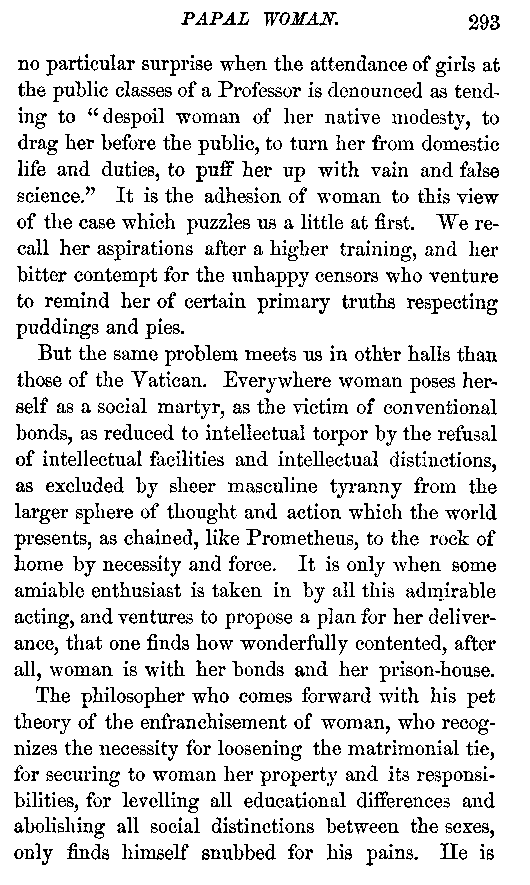 PAPAL WOMAN. 293
no particular surprise when the attendance of girls at
the public classes of a Professor is denounced as tend-
ing to "despoil woman of her native modesty, to
drag her before the public, to turn her from domestic
life and duties, to puff her up with vain and false
science." It is the adhesion of woman to this view
of the case which puzzles us a little at first. We re-
call her aspirations after a higher training, and her
bitter contempt for the unhappy censors who venture
to remind her of certain primary truths respecting
puddings and pies.
But the same problem meets us in other halls than
those of the Vatican. Everywhere woman poses her-
self as a social martyr, as the victim of conventional
bonds, as reduced to intellectual torpor by the refusal
of intellectual facilities and intellectual distinctions,
as excluded by sheer masculine tyranny from the
larger sphere of thought and action which the world
presents, as chained, like Prometheus, to the rock of
home by necessity and force. It is only when some
amiable enthusiast is taken in by all this admirable
acting, and ventures to propose a plan for her deliver-
ance, that one finds how wonderfully contented, after
all, woman is with her bonds and her prison-house.
The philosopher who comes forward with his pet
theory of the enfranchisement of woman, who recog-
nizes the necessity for loosening the matrimonial tie,
for securing to woman her property and its responsi-
bilities, for levelling all educational differences and
abolishing all social distinctions between the sexes,
only finds himself snubbed for his pains. He is